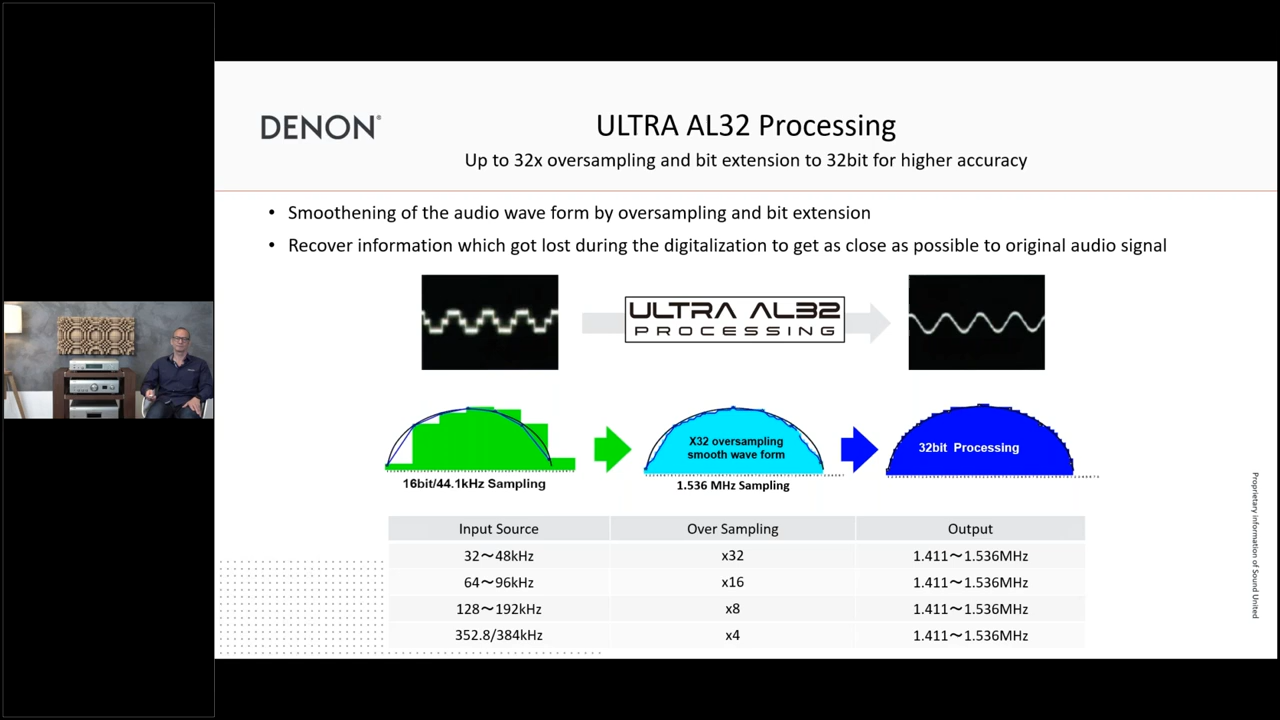 DENON®
ULTRA AL32 Processing
Up to 32x oversampling and bit extension to 32bit for higher accuracy
• Smoothening of the audio wave form by oversampling and bit extension
• Recover information which got lost during the digitalization to get as close as possible to original audio signal
ULTRA AL32
PROCESSING
X32 oversampling
smooth wave form
32bit Processing
16bit/44.1kHz Sampling
1.536 MHz Sampling
Input Source Over Sampling Output
32～48kHz x32 1.411～1.536MHz
64～96kHz x16 1.411～1.536MHz
128～192kHz x8 1.411～1.536MHz
352.8/384kHz x4 1.411～1.536MHz
Proprietary information of Sound United